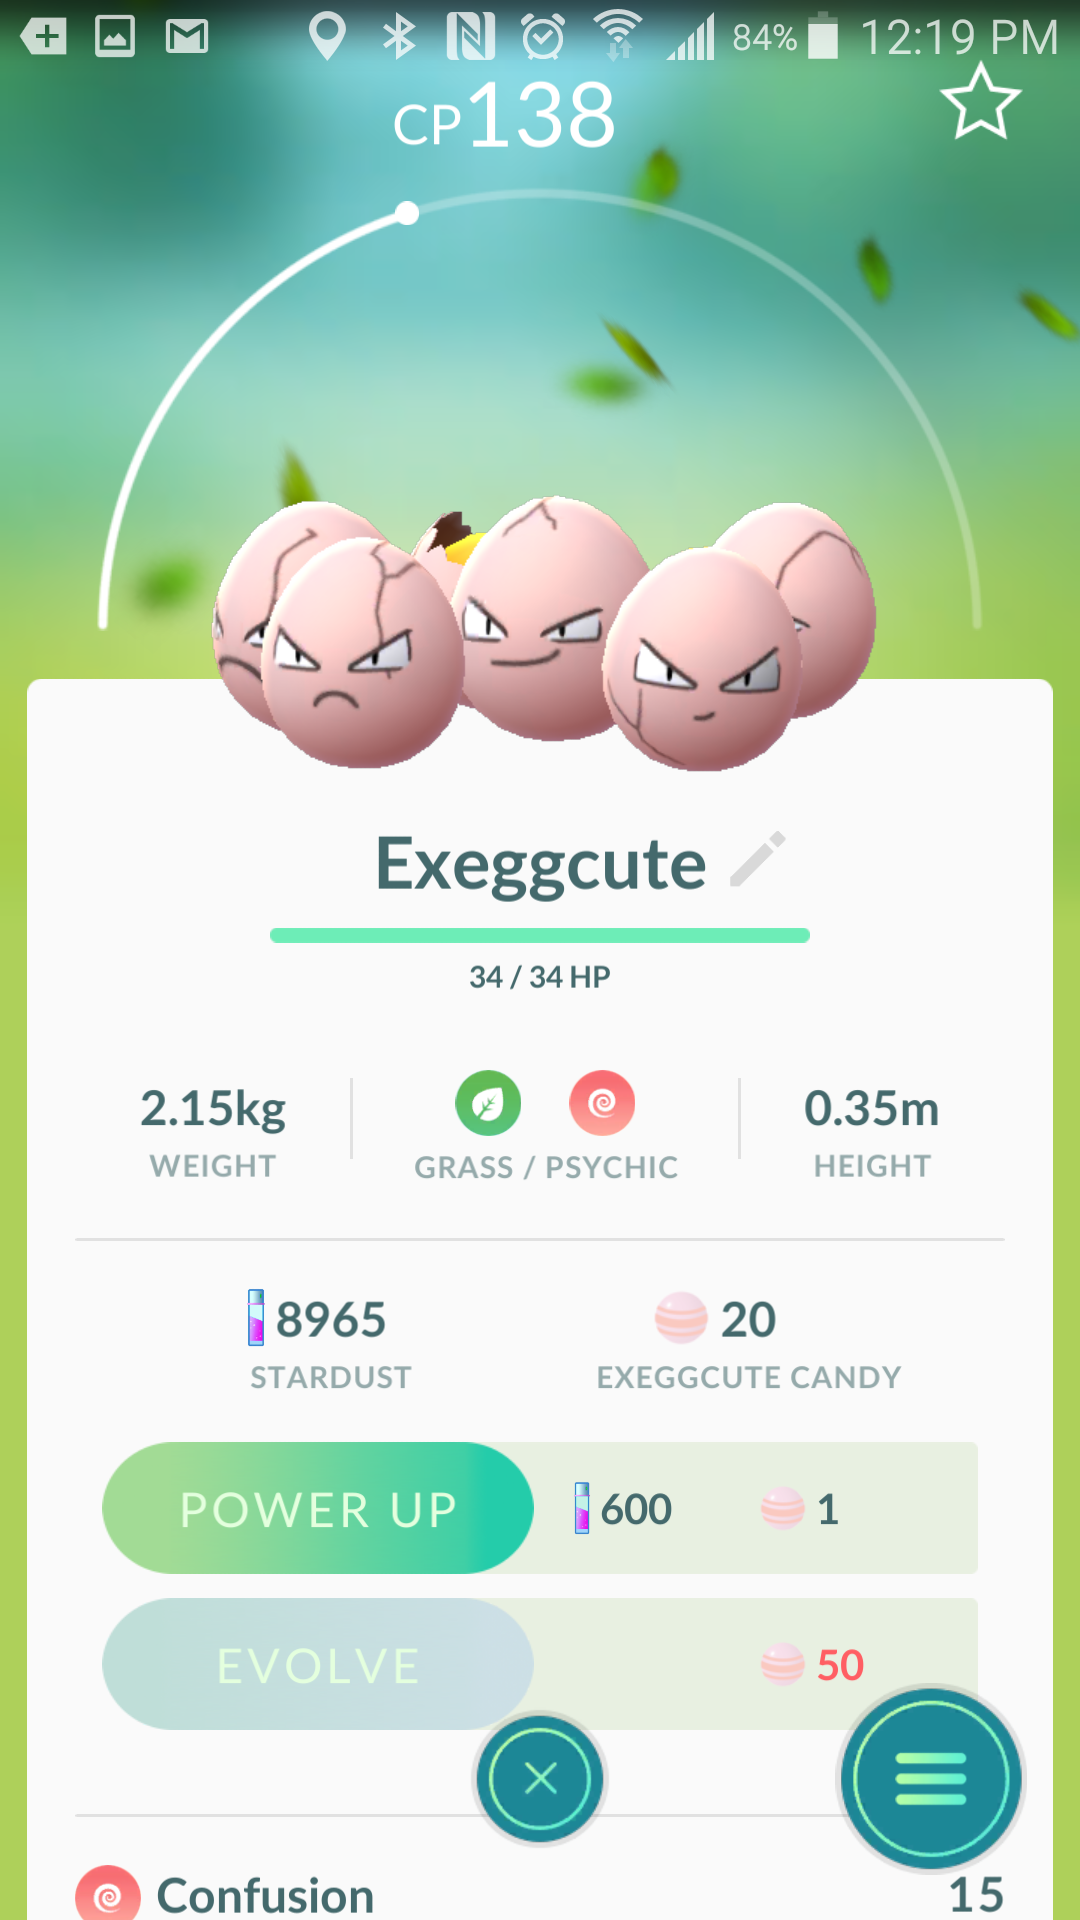 84% 12:19 PM
CP138
Exeggcute
34 / 34 HP
2.15kg
WEIGHT
GRASS / PSYCHIC
0.35m
HEIGHT
8965
STARDUST
20
EXEGGCUTE CANDY
POWER UP 600 1
EVOLVE 50
Confusion 15